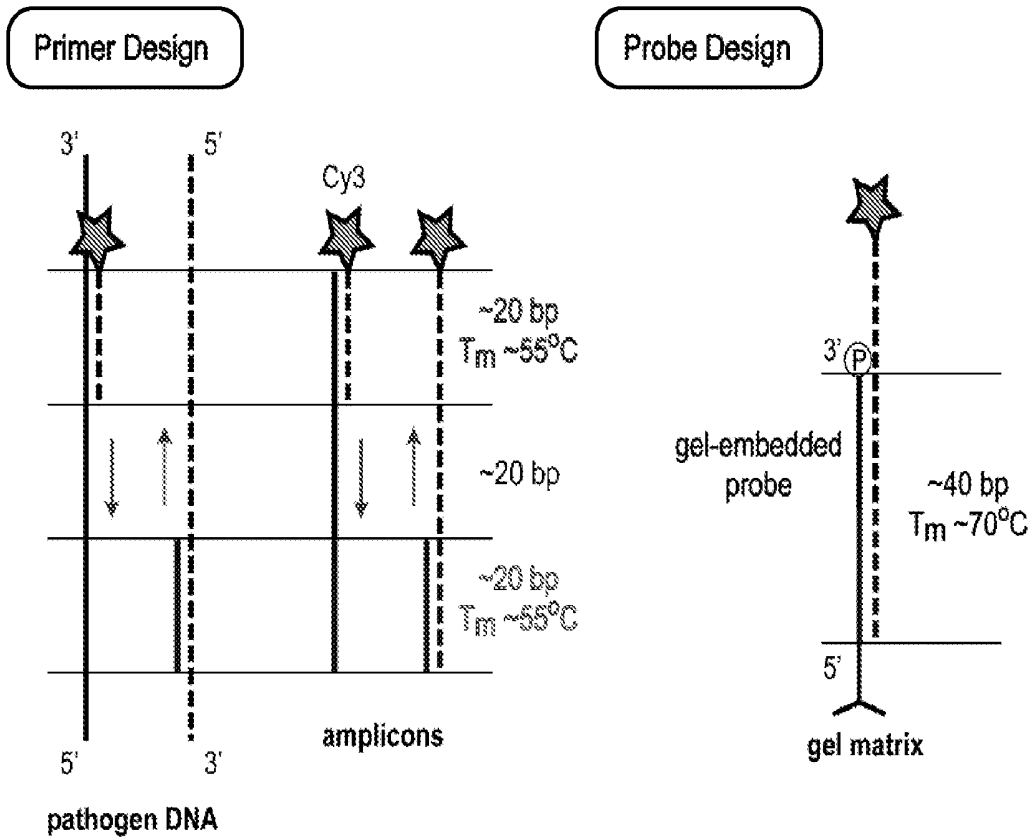 Primer Design
Probe Design
3'
5'
Cy3
~20 bp
Tm ~55°C
~20 bp
~20 bp
Tm ~55°C
5'
3'
amplicons
pathogen DNA
3'
P
gel-embedded
probe
~40 bp
Tm ~70°C
5'
gel matrix